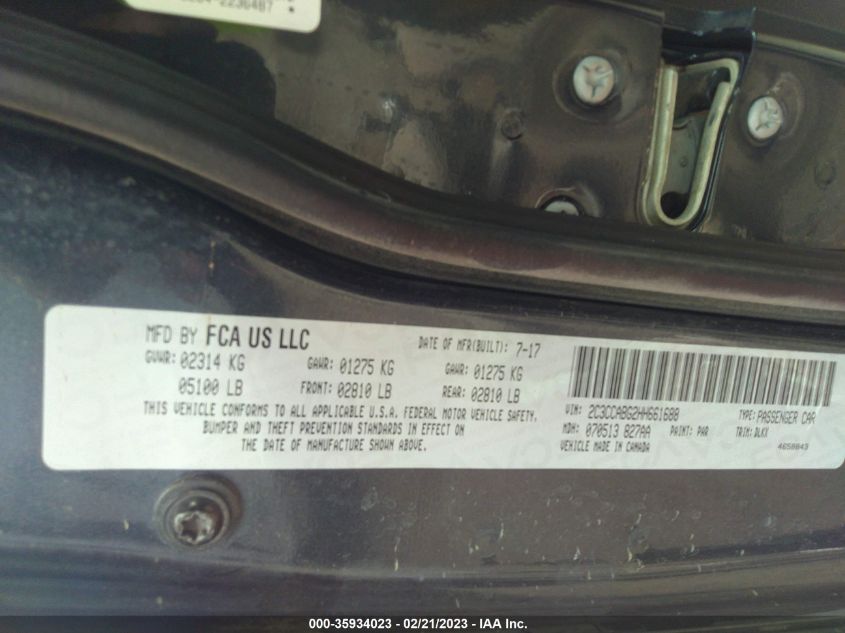 MFD BY FCA US LLC
DATE OF MFR(BUILT): 7-17
GVWR: 02314 KG GAWR: 01275 KG GAWR: 01275 KG
05100 LB FRONT: 02810 LB REAR: 02810 LB
THIS VEHICLE CONFORMS TO ALL APPLICABLE U.S.A. FEDERAL MOTOR VEHICLE SAFETY,
BUMPER AND THEFT PREVENTION STANDARDS IN EFFECT ON
THE DATE OF MANUFACTURE SHOWN ABOVE.
VIN: 2C3CCABG2HH661688 TYPE: PASSENGER CAR
MDH: 070513 827AA PAINT: PAR TRIM: DLKX
VEHICLE MADE IN CANADA 4658843
000-35934023 - 02/21/2023 - IAA Inc.